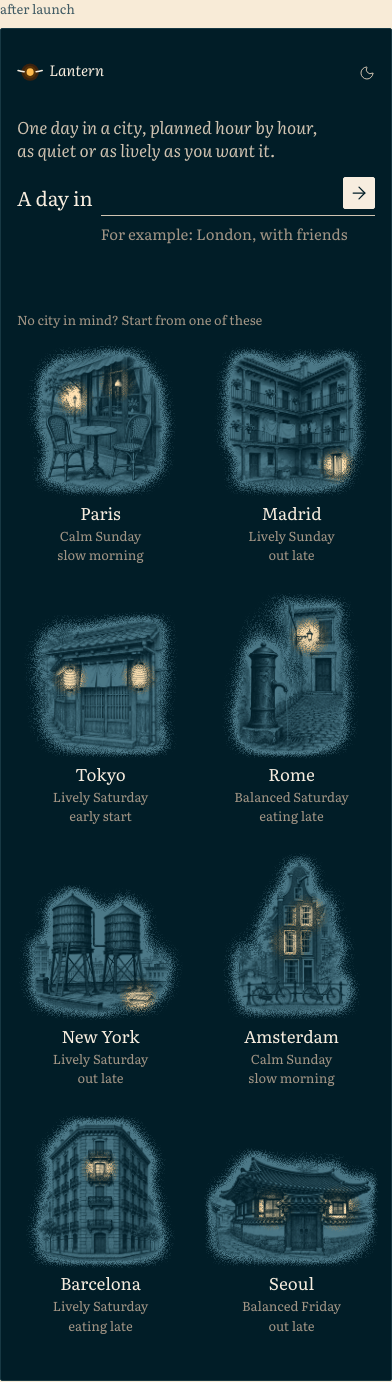 after launch
Lantern
One day in a city, planned hour by hour,
as quiet or as lively as you want it.
A day in
For example: London, with friends
No city in mind? Start from one of these
Paris
Calm Sunday
slow morning
Madrid
Lively Sunday
out late
Tokyo
Lively Saturday
early start
Rome
Balanced Saturday
eating late
New York
Lively Saturday
out late
Amsterdam
Calm Sunday
slow morning
Barcelona
Lively Saturday
eating late
Seoul
Balanced Friday
out late